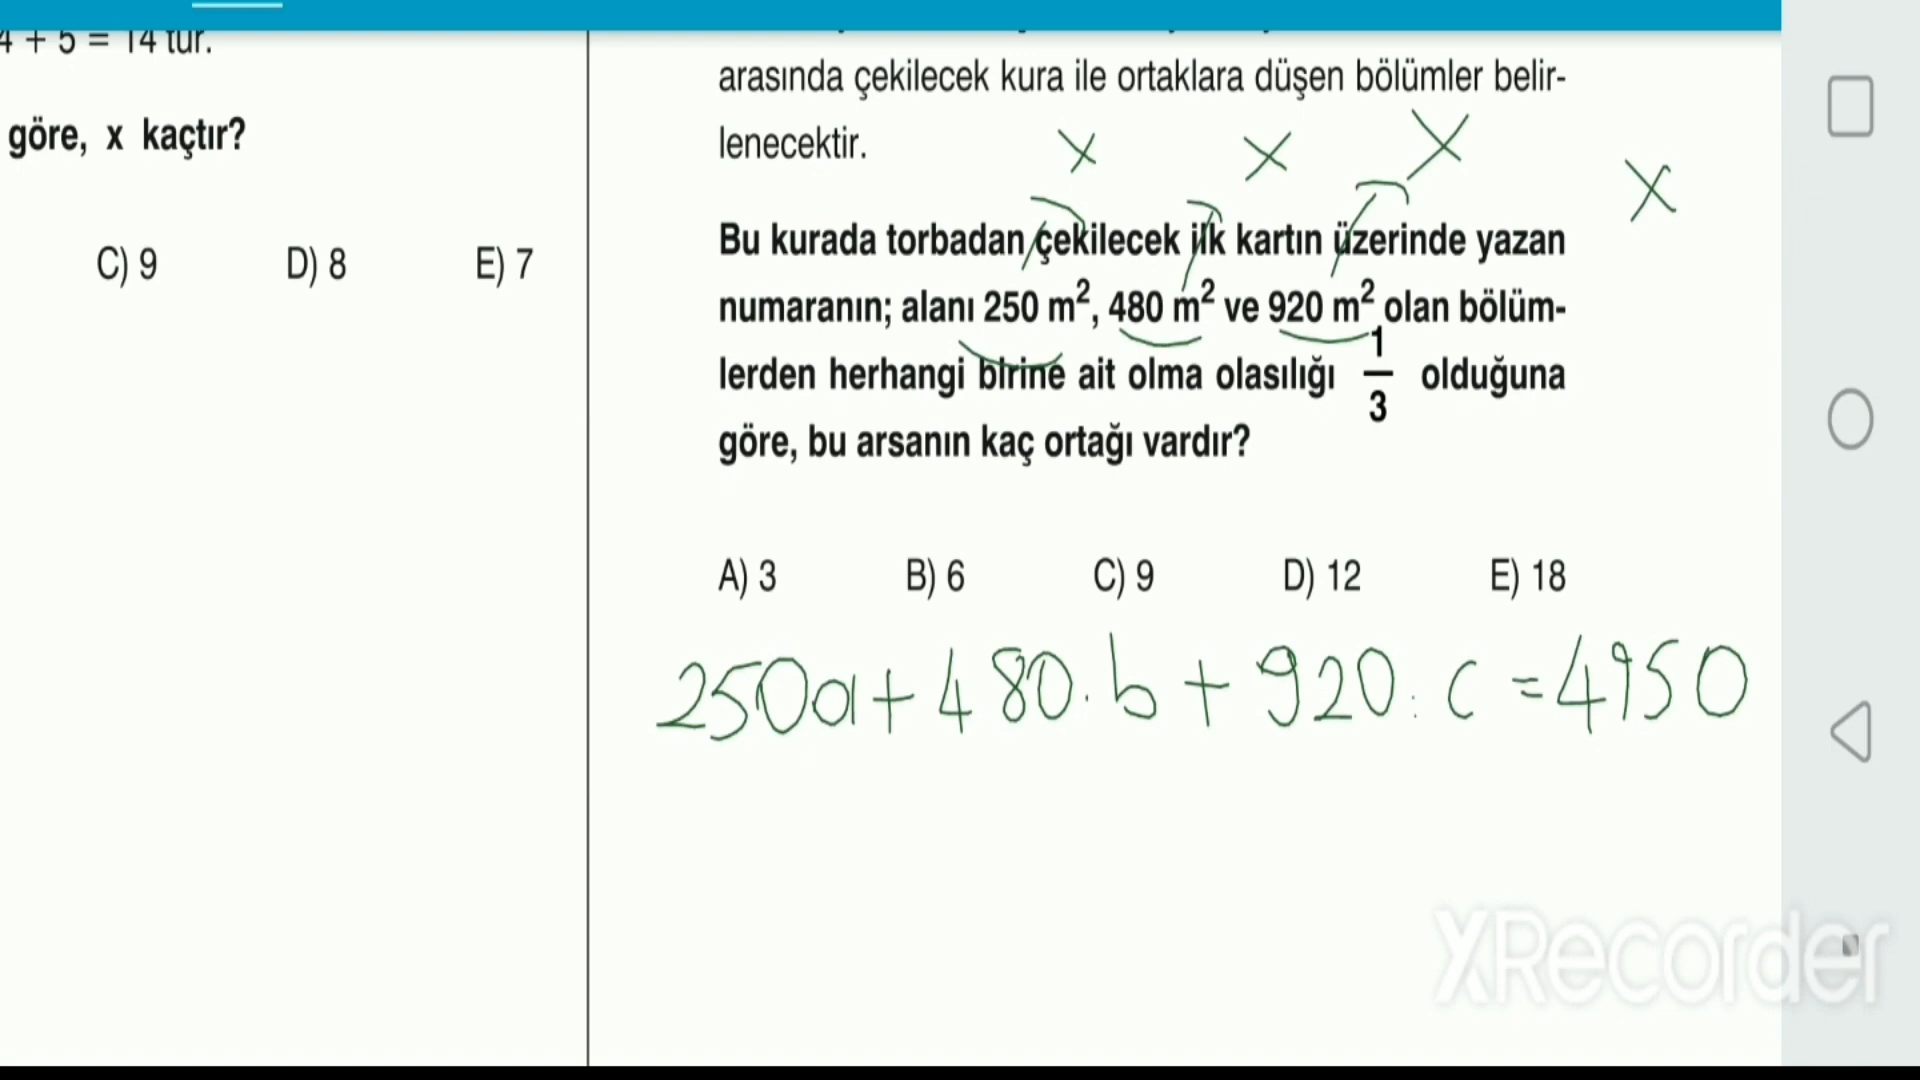 4 + 5 = 14 tür.
göre, x kaçtır?
C) 9 D) 8 E) 7
arasında çekilecek kura ile ortaklara düşen bölümler belir-
lenecektir.
x x x x
Bu kurada torbadan çekilecek ilk kartın üzerinde yazan
numaranın; alanı 250 m², 480 m² ve 920 m² olan bölüm-
lerden herhangi birine ait olma olasılığı 1/3 olduğuna
göre, bu arsanın kaç ortağı vardır?
A) 3 B) 6 C) 9 D) 12 E) 18
250a + 480.b + 920.c = 4950
XRecorder